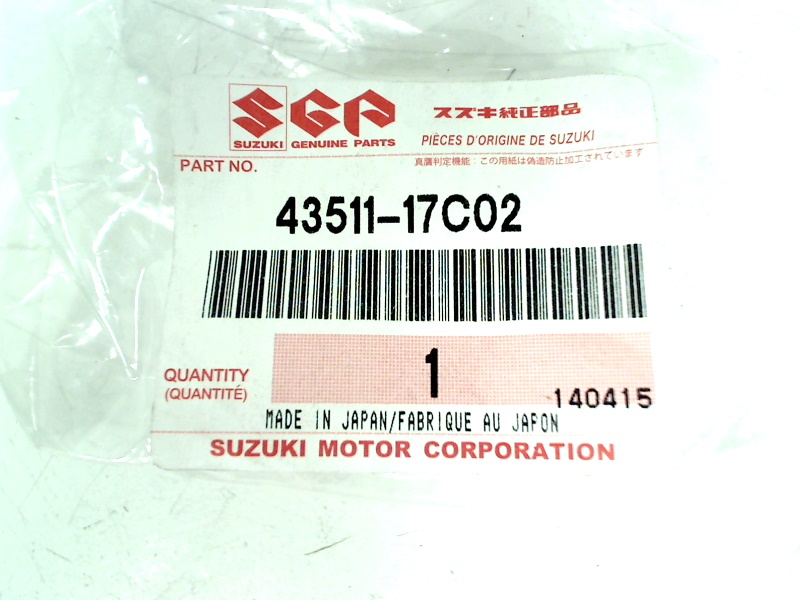 SGP
スズキ純正部品
SUZUKI GENUINE PARTS
PIÈCES D'ORIGINE DE SUZUKI
PART NO.
真贋判定機能：この用紙は偽造防止加工されています
43511-17C02
1
QUANTITY
(QUANTITÉ)
140415
MADE IN JAPAN/FABRIQUE AU JAPON
SUZUKI MOTOR CORPORATION